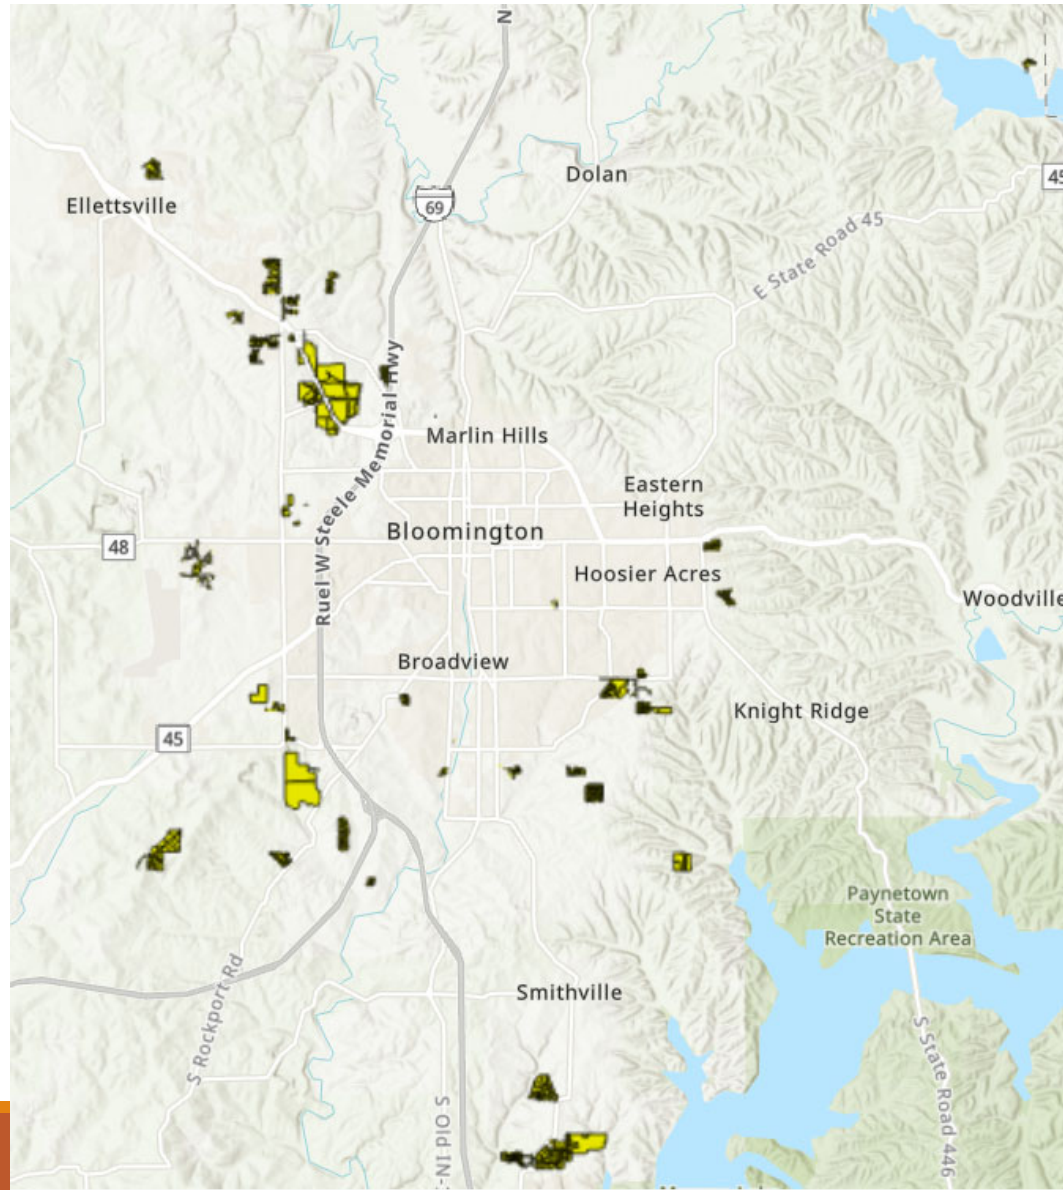 N
Dolan
45
Ellettsville
69
E State Road 45
Ruel W Steele Memorial Hwy
Marlin Hills
Eastern
Heights
Bloomington
48
Hoosier Acres
Woodville
Broadview
Knight Ridge
45
Paynetown
State
Recreation Area
Smithville
S Rockport Rd
S State Road 446
S Old IN-